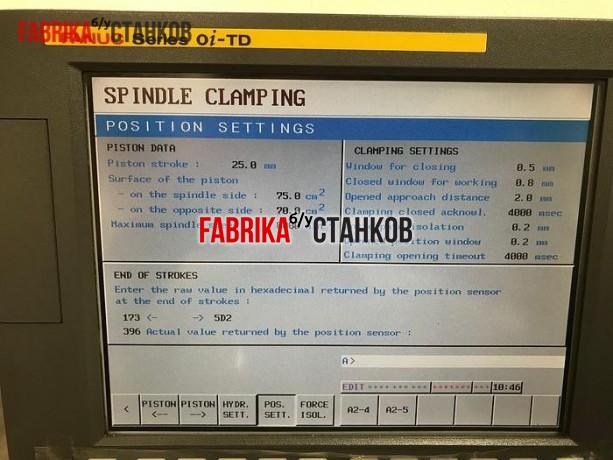 FABRIKA б/у СТАНКОВ
FANUC Series 0i-TD
SPINDLE CLAMPING
POSITION SETTINGS
PISTON DATA
Piston stroke : 25.0 mm
Surface of the piston
- on the spindle side : 75.0 cm2
- on the opposite side : 70.0 cm2
Maximum
CLAMPING SETTINGS
Window for closing 0.5 mm
Closed window for working 0.8 mm
Opened approach distance 2.0 mm
Clamping closed acknowl. 4000 msec
0.2 mm
window 0.2 mm
Clamping opening timeout 4000 msec
FABRIKA б/у СТАНКОВ
END OF STROKES
Enter the raw value in hexadecimal returned by the position sensor
at the end of strokes :
173 <- -> 5D2
396 Actual value returned by the position sensor :
A>
EDIT **** *** *** 10:46
< PISTON <-- PISTON --> HYDR. SETT. POS. SETT. FORCE ISOL. A2-4 A2-5